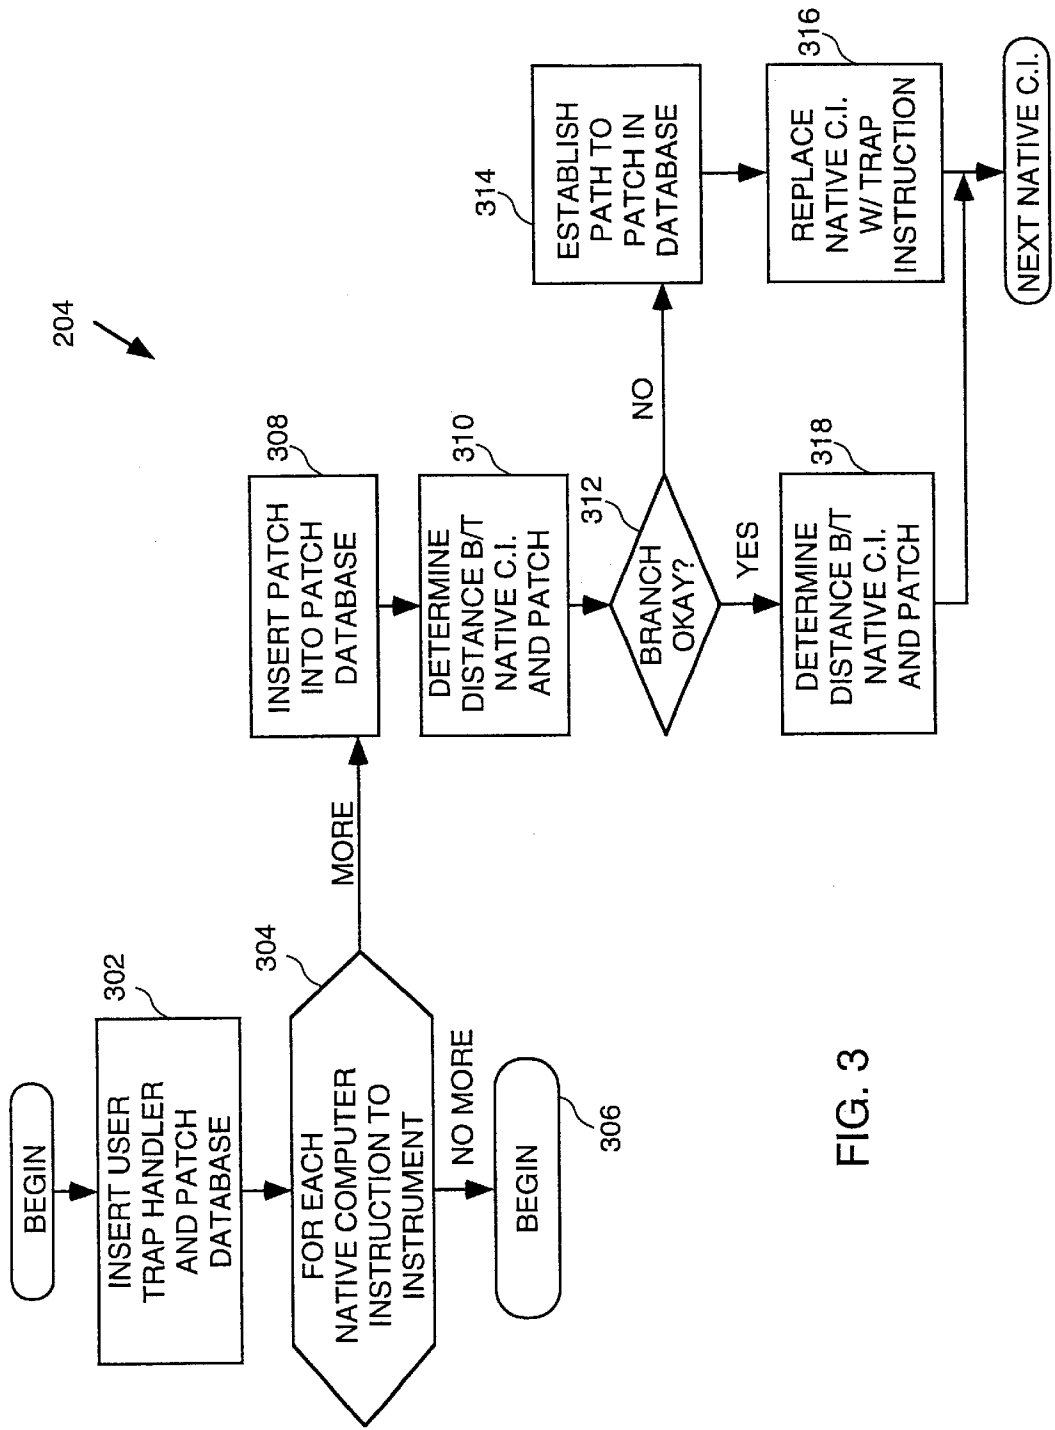 204
BEGIN
302
INSERT USER
TRAP HANDLER
AND PATCH
DATABASE
304
FOR EACH
NATIVE COMPUTER
INSTRUCTION TO
INSTRUMENT
MORE
NO MORE
BEGIN
306
308
INSERT PATCH
INTO PATCH
DATABASE
310
DETERMINE
DISTANCE B/T
NATIVE C.I.
AND PATCH
312
BRANCH
OKAY?
NO
YES
314
ESTABLISH
PATH TO
PATCH IN
DATABASE
316
REPLACE
NATIVE C.I.
W/ TRAP
INSTRUCTION
318
DETERMINE
DISTANCE B/T
NATIVE C.I.
AND PATCH
NEXT NATIVE C.I.
FIG. 3